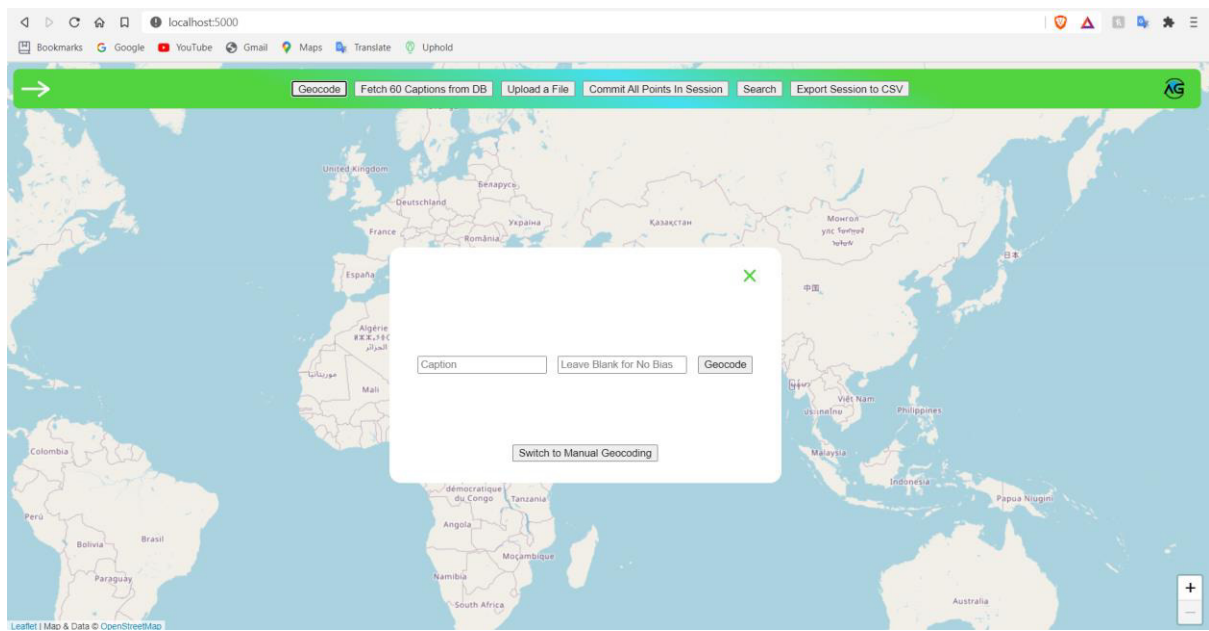 localhost:5000
Bookmarks Google YouTube Gmail Maps Translate Uphold
Geocode Fetch 60 Captions from DB Upload a File Commit All Points In Session Search Export Session to CSV
AG
United Kingdom
Беларусь
Deutschland
Україна
Қазақстан
Монгол
улс
France
România
日本
España
中国
Algérie
الجزائر
Caption Leave Blank for No Bias Geocode
موريتانيا
Mali
Việt Nam
Philippines
Switch to Manual Geocoding
Colombia
Malaysia
Indonesia
démocratique
du Congo
Tanzania
Papua Niugini
Perú
Angola
Brasil
Bolivia
Moçambique
Paraguay
Namibia
South Africa
Australia
+
−
Leaflet | Map & Data © OpenStreetMap